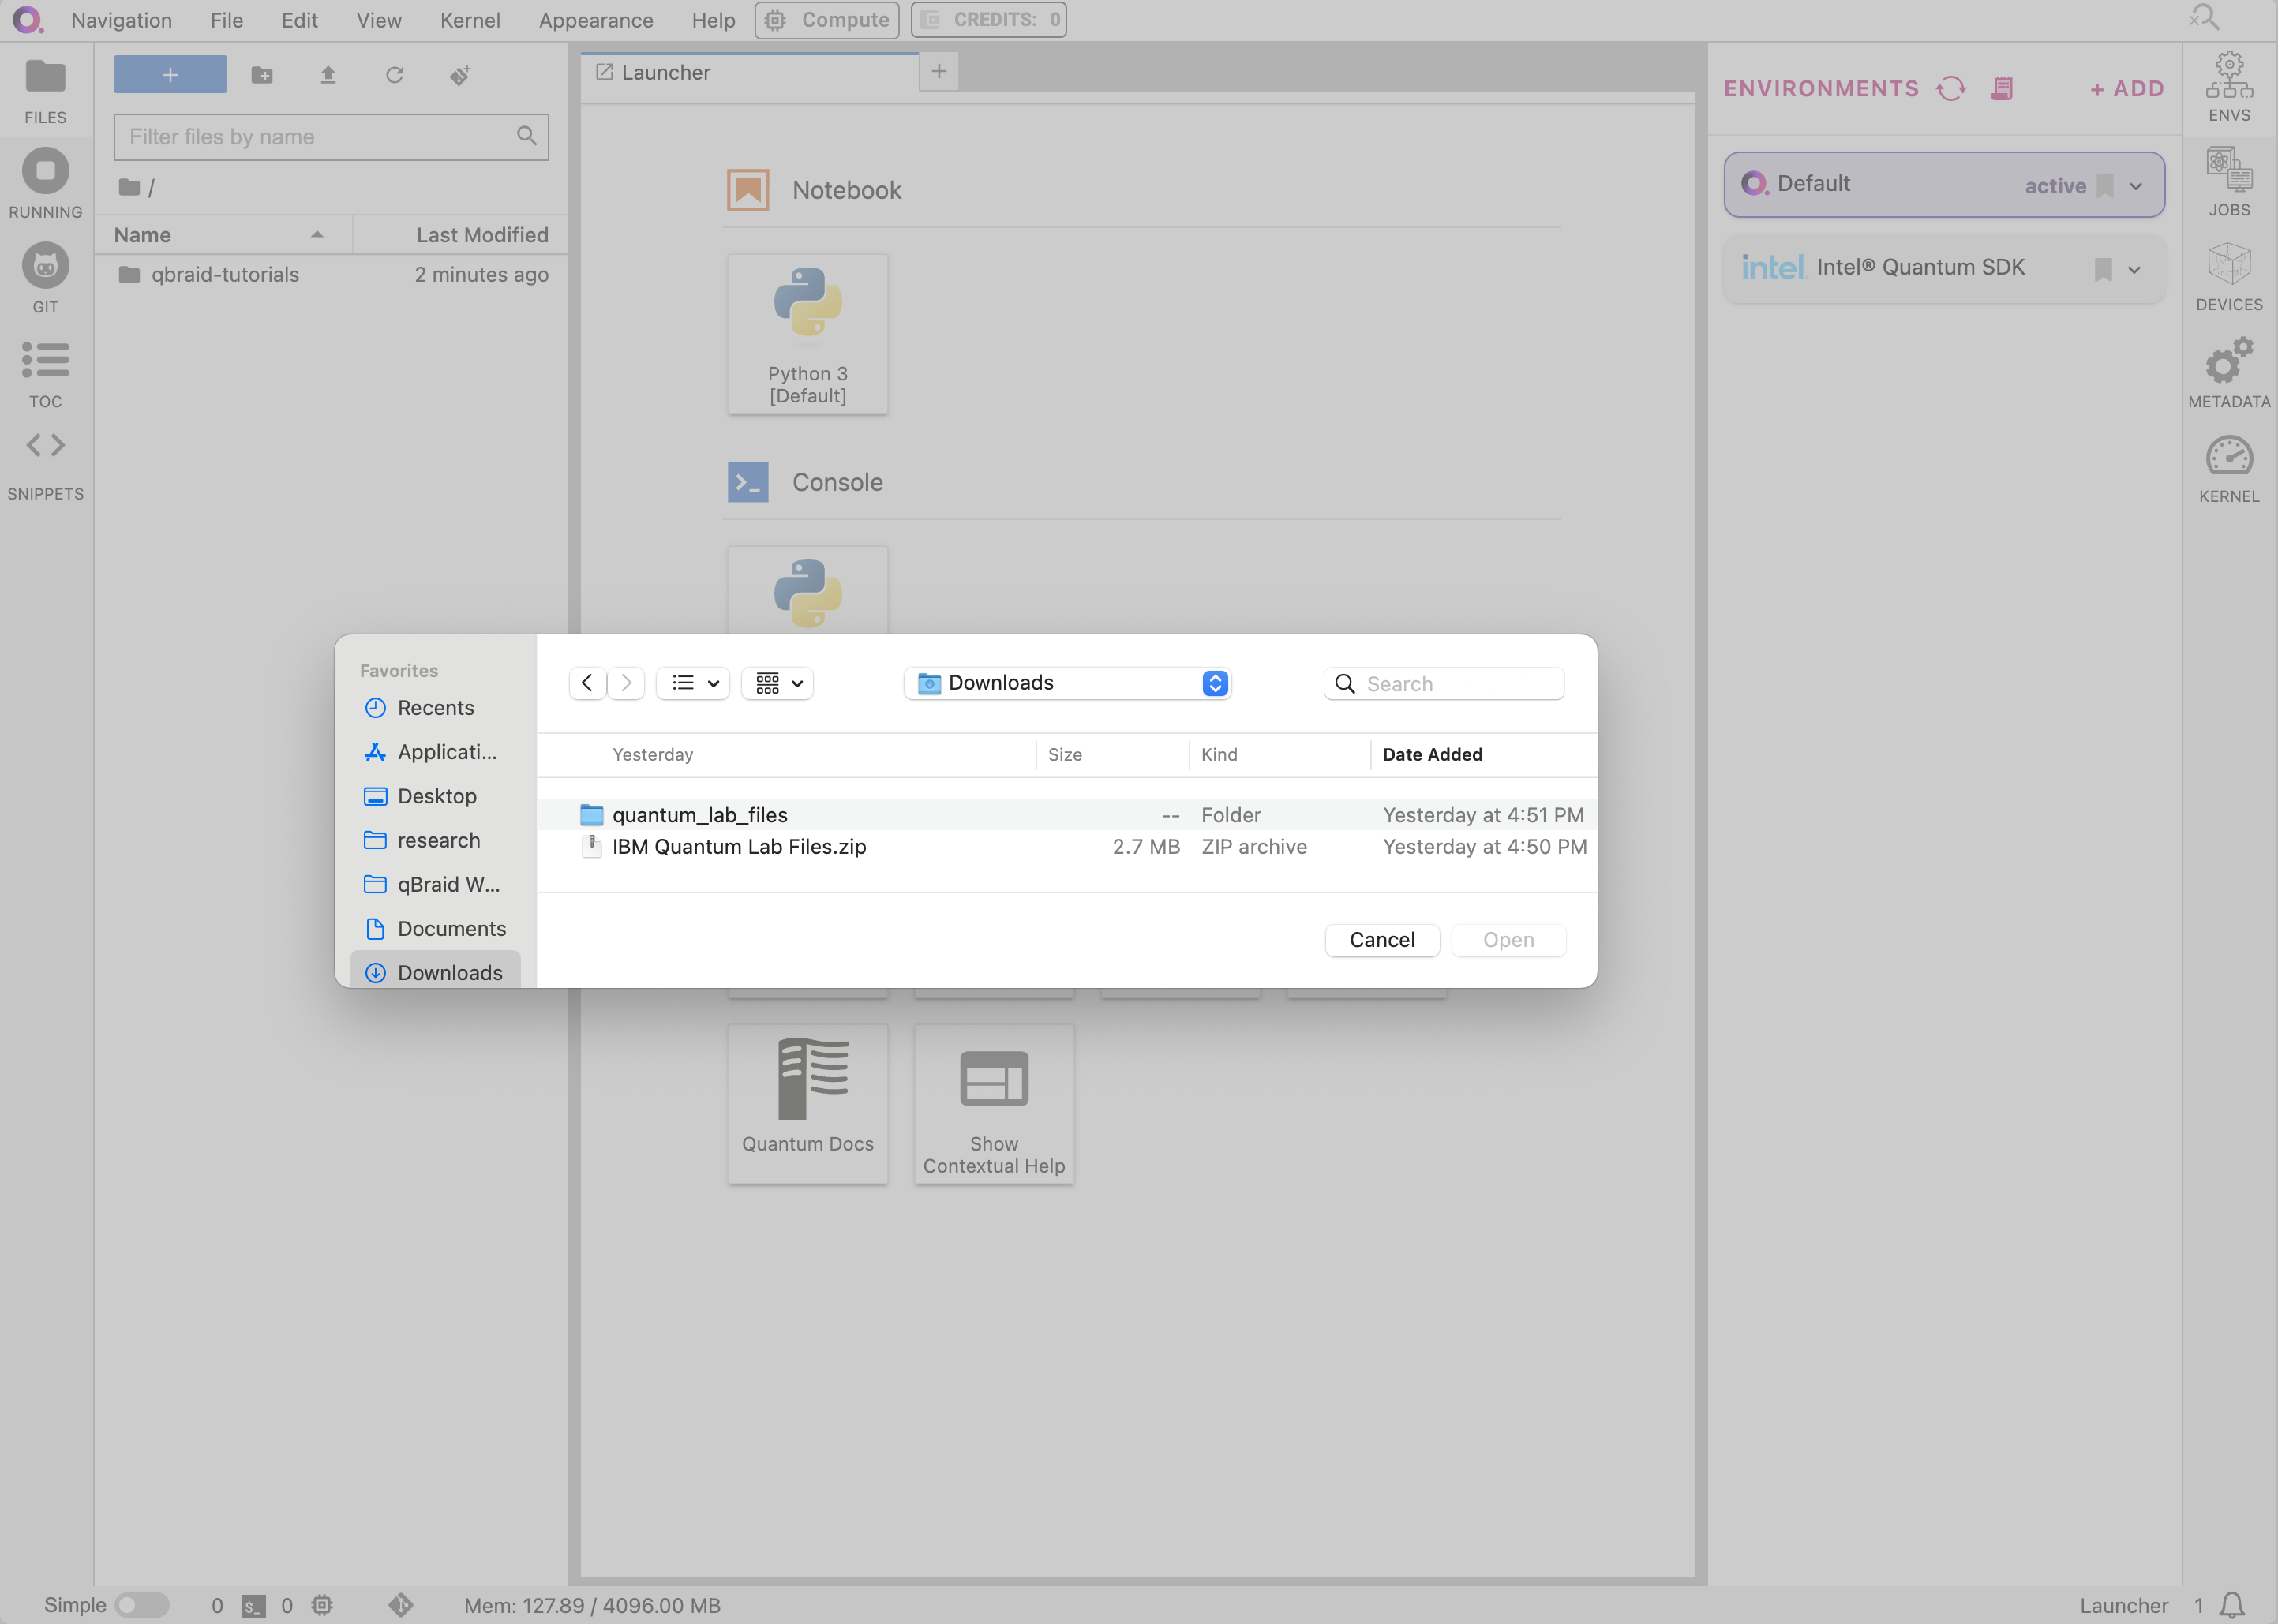 Navigation File Edit View Kernel Appearance Help Compute CREDITS: 0
FILES
RUNNING
GIT
TOC
SNIPPETS
+
Filter files by name
/
Name Last Modified
qbraid-tutorials 2 minutes ago
Launcher +
Notebook
Python 3
[Default]
Console
>_
Favorites
Recents
Applicati...
Desktop
research
qBraid W...
Documents
Downloads
Downloads
Search
Yesterday Size Kind Date Added
quantum_lab_files -- Folder Yesterday at 4:51 PM
IBM Quantum Lab Files.zip 2.7 MB ZIP archive Yesterday at 4:50 PM
Cancel Open
Quantum Docs
Show
Contextual Help
ENVIRONMENTS + ADD
Default active
intel. Intel® Quantum SDK
ENVS
JOBS
DEVICES
METADATA
KERNEL
Simple 0 $_ 0 Mem: 127.89 / 4096.00 MB Launcher 1